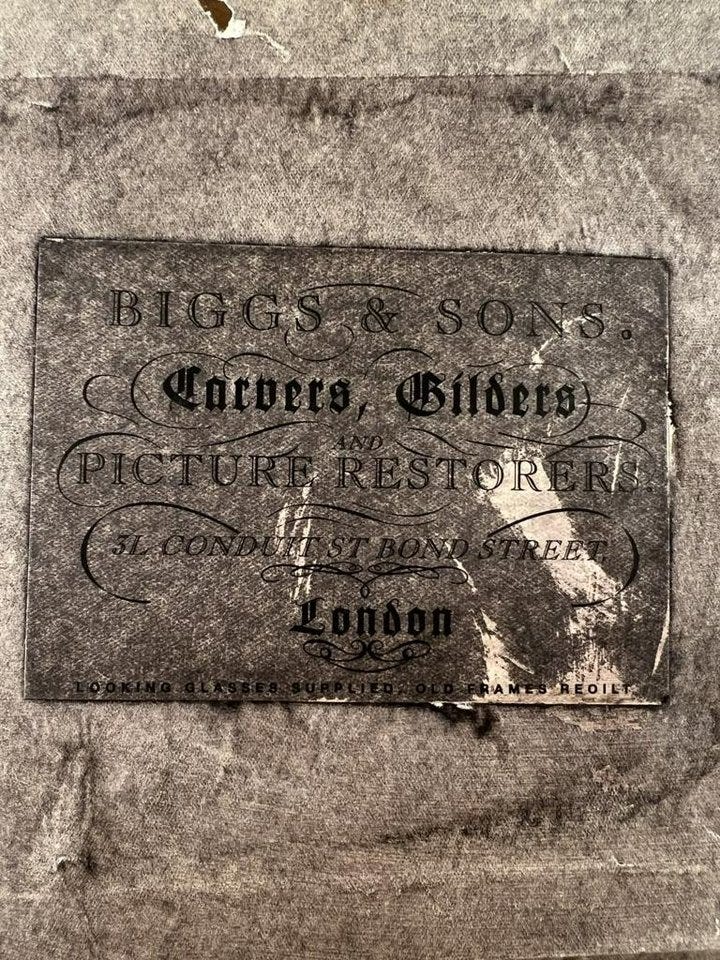 BIGGS & SONS.
Carvers, Gilders
AND
PICTURE RESTORERS.
31 CONDUIT ST BOND STREET,
London
LOOKING GLASSES SUPPLIED. OLD FRAMES REGILT.